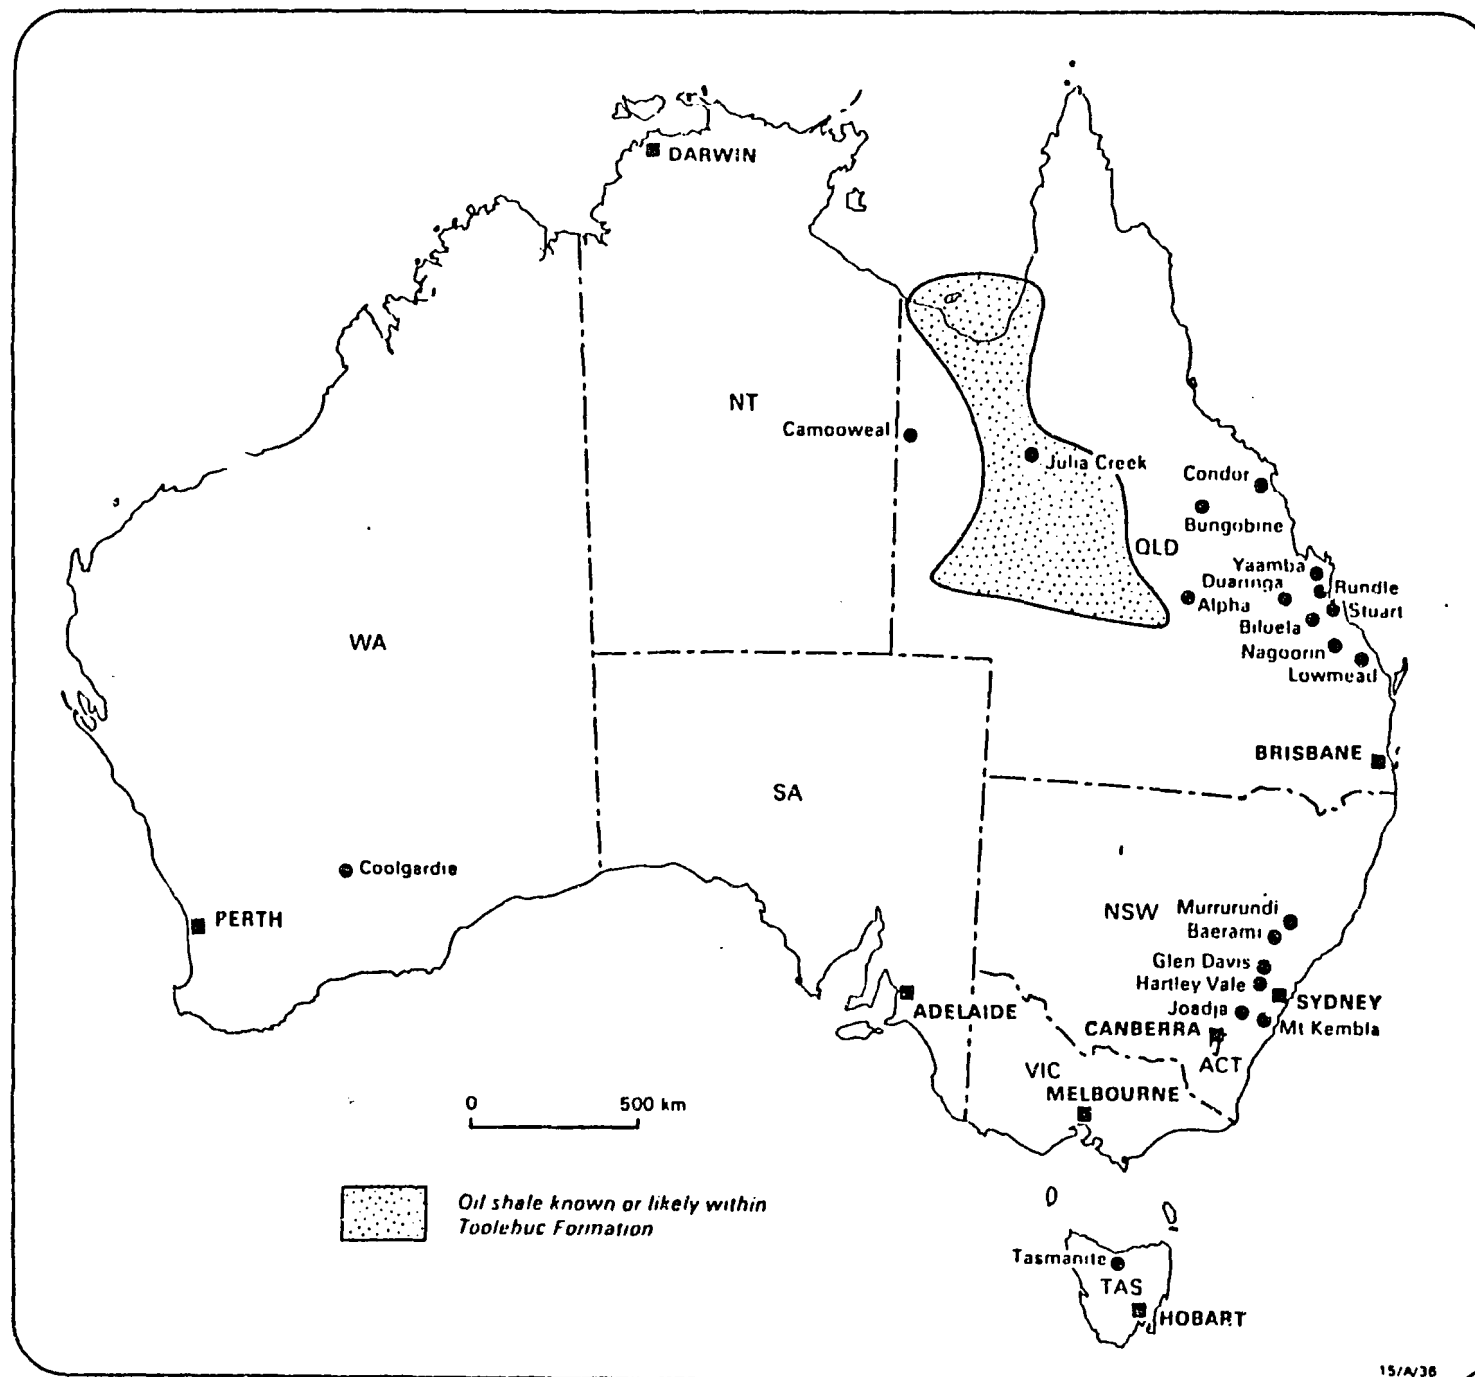 DARWIN
NT
Camooweal
Julia Creek
Condor
Bungobine
QLD
Yaamba
Duaringa
Rundle
Alpha
Stuart
Biloela
Nagoorin
Lowmead
WA
BRISBANE
SA
Coolgardie
PERTH
NSW
Murrurundi
Baerami
Glen Davis
Hartley Vale
SYDNEY
Joadja
Mt Kembla
ADELAIDE
CANBERRA
ACT
VIC
MELBOURNE
0 500 km
Oil shale known or likely within
Toolebuc Formation
Tasmanite
TAS
HOBART
15/A/36